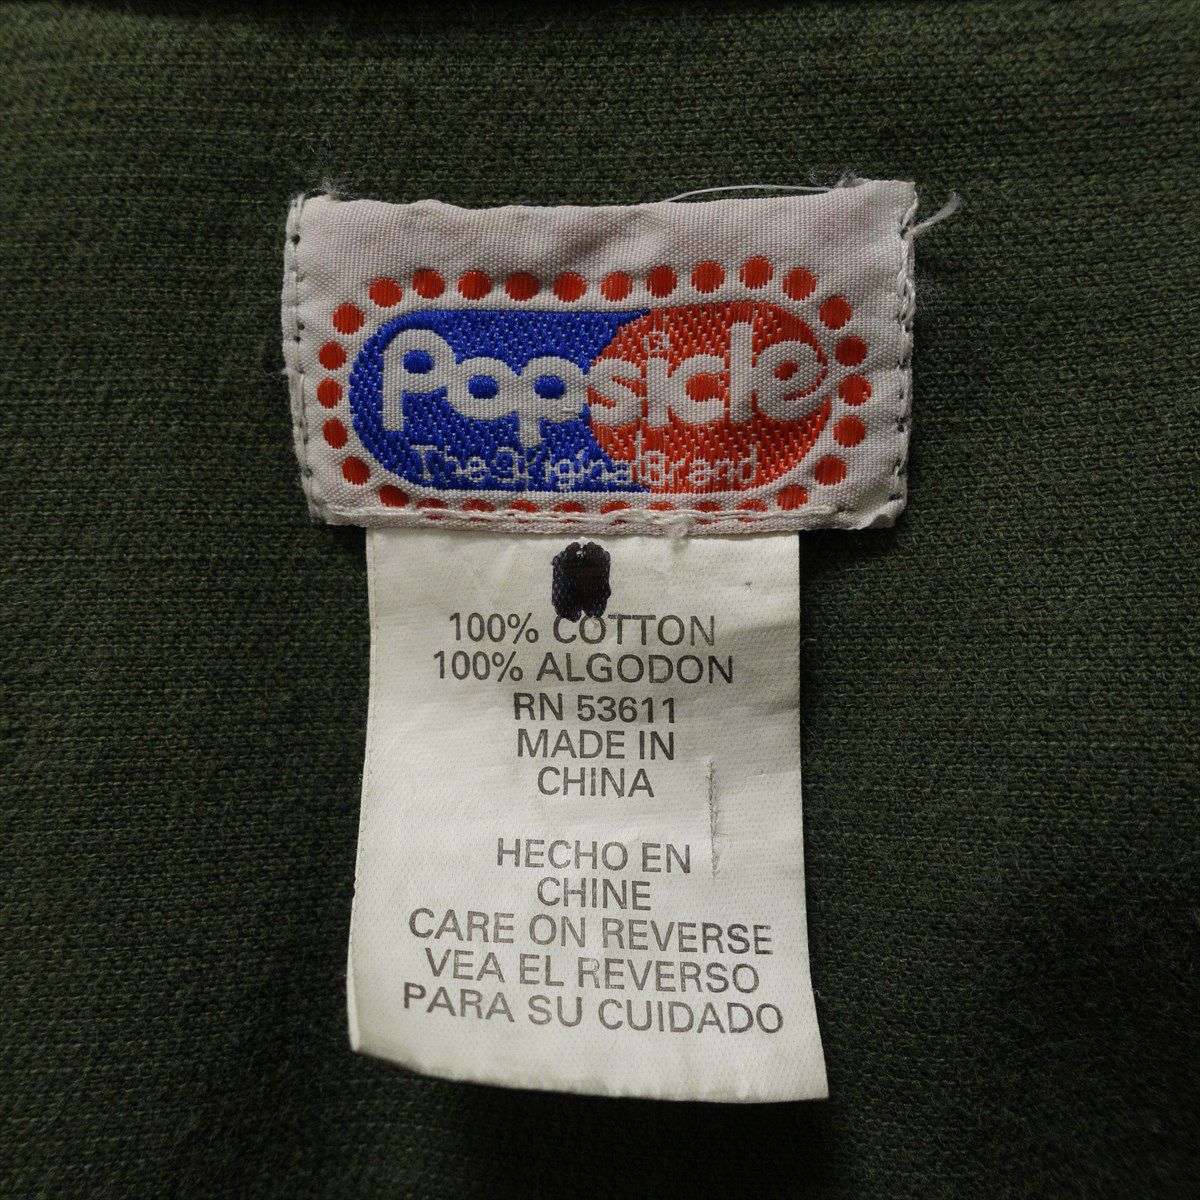 Popsicle®
The Original Brand
100% COTTON
100% ALGODON
RN 53611
MADE IN
CHINA
HECHO EN
CHINE
CARE ON REVERSE
VEA EL REVERSO
PARA SU CUIDADO